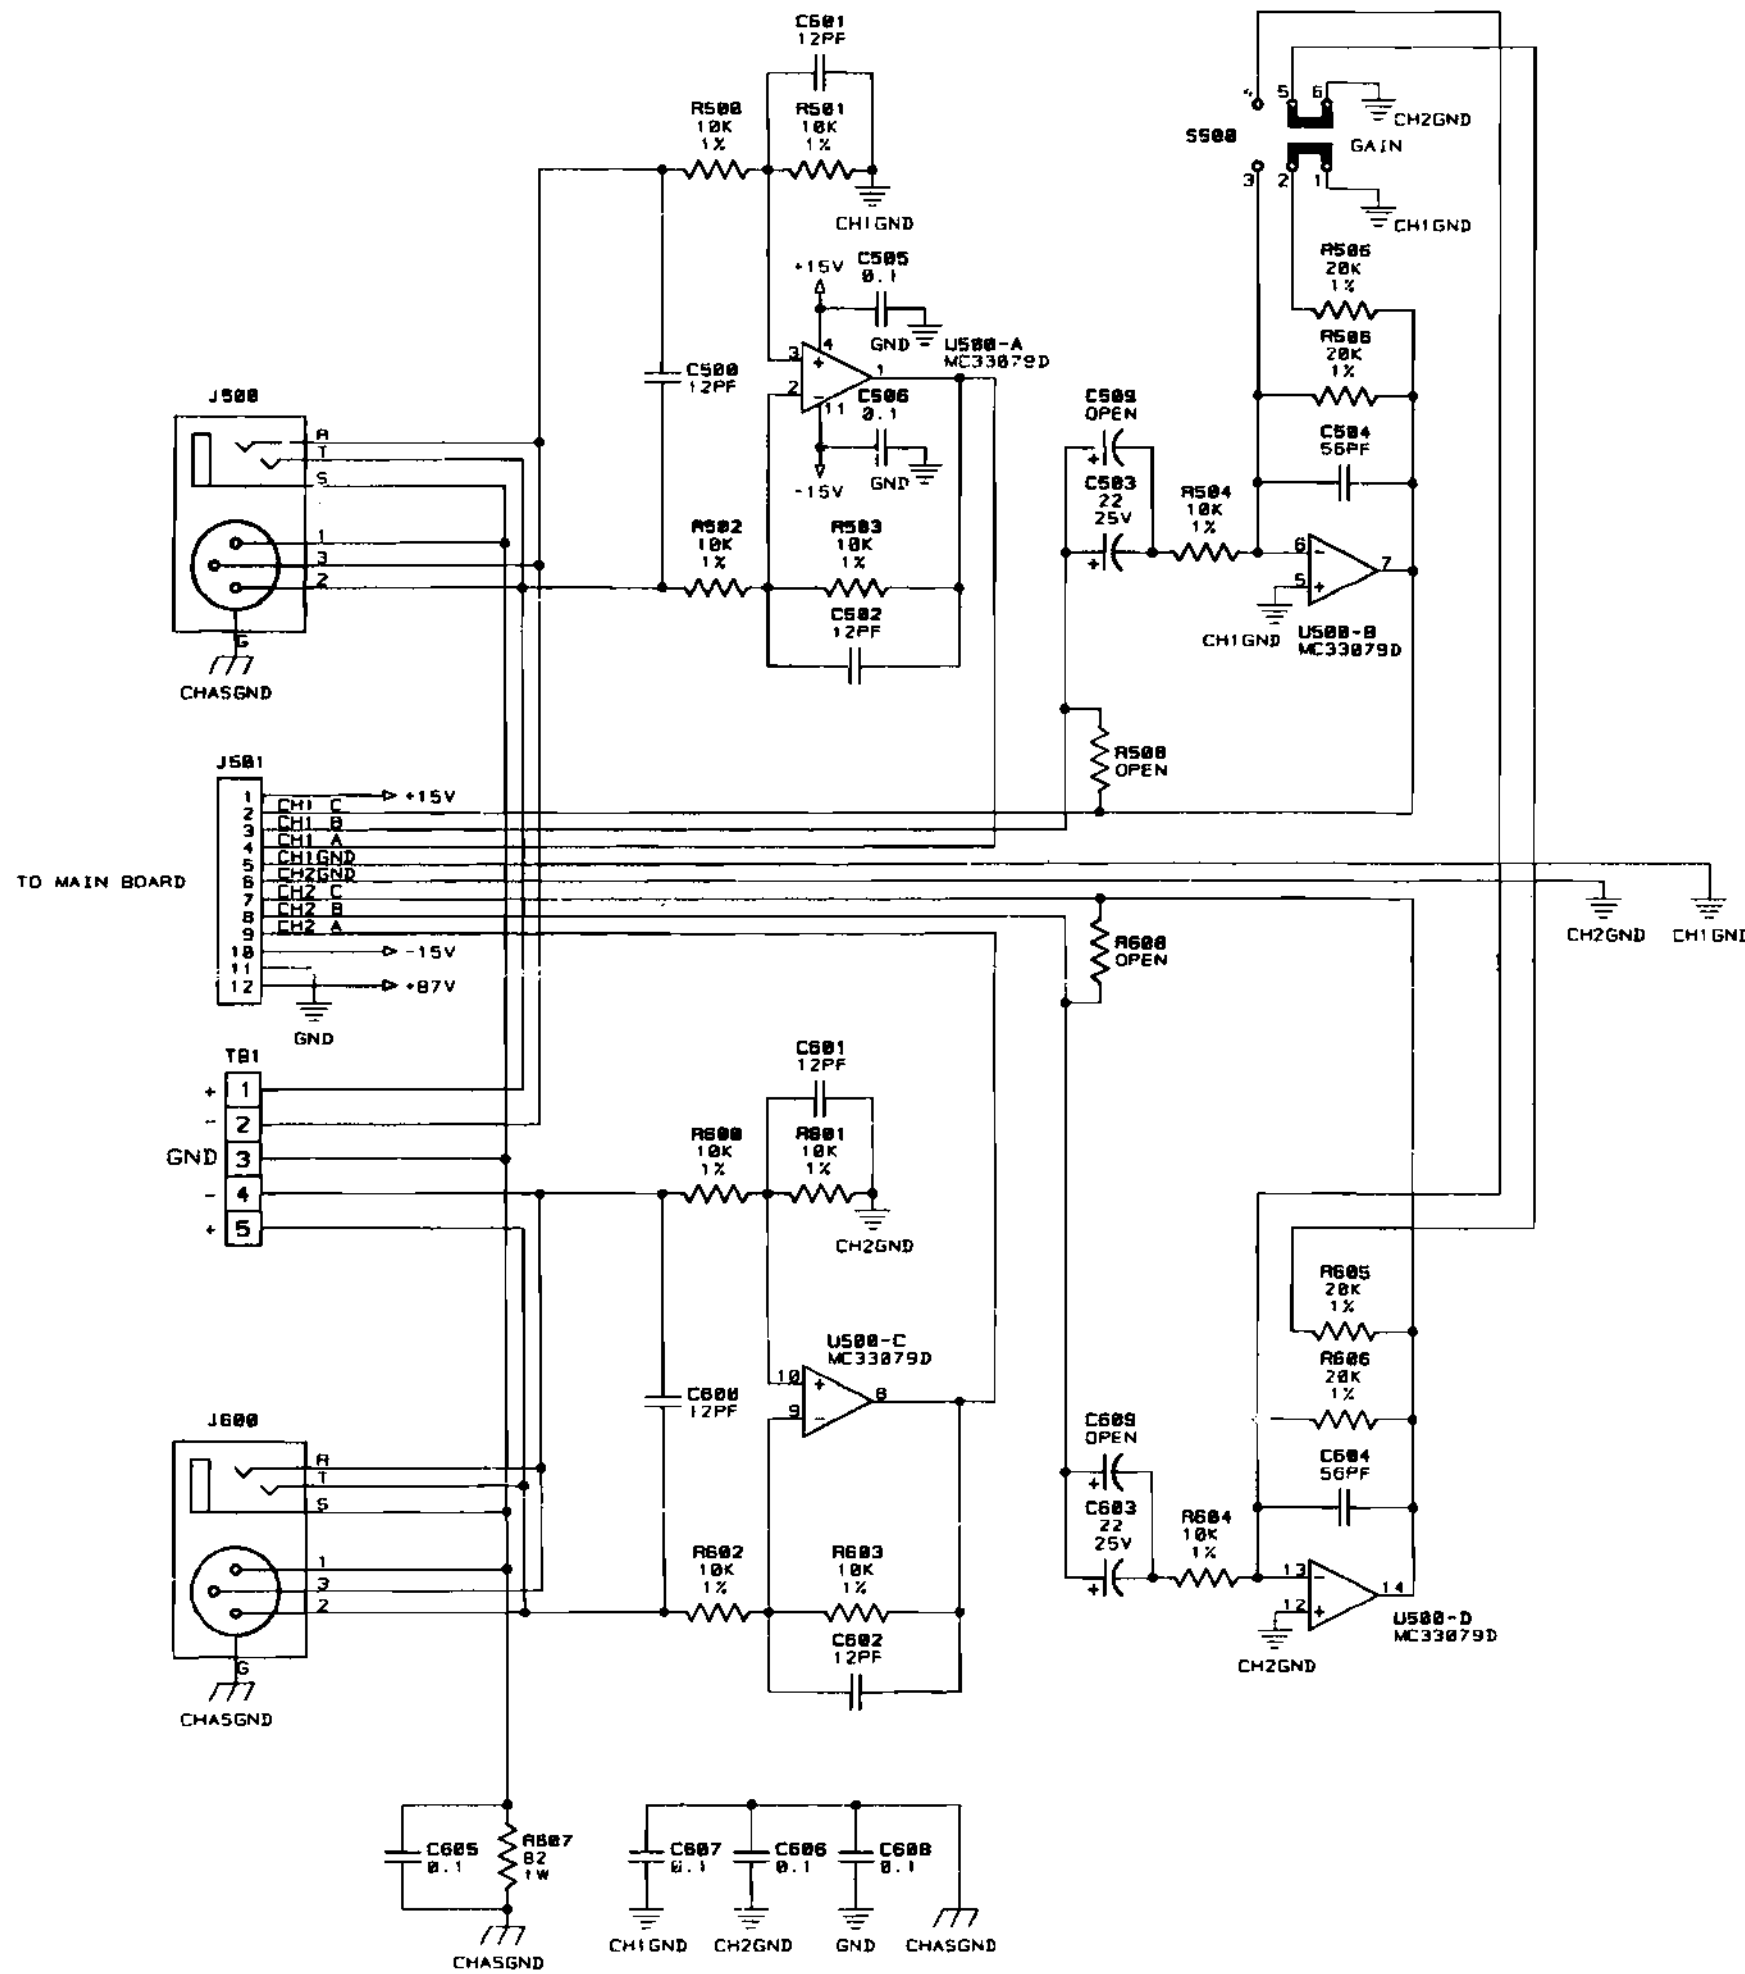 C501
12PF
R500
10K
1%
R501
10K
1%
CH1GND
4
5
6
CH2GND
S500
GAIN
3
2
1
CH1GND
R505
20K
1%
R506
20K
1%
C504
56PF
+15V
C505
0.1
GND
4
U500-A
MC33079D
3
+
1
2
-
11
C506
0.1
-15V
GND
C500
12PF
J500
R
T
S
1
3
2
G
CHASGND
R502
10K
1%
R503
10K
1%
C502
12PF
C509
OPEN
+
C503
22
25V
+
R504
10K
1%
6
-
7
5
+
CH1GND
U500-B
MC33079D
R508
OPEN
J501
TO MAIN BOARD
1
+15V
2
CH1 C
3
CH1 B
4
CH1 A
5
CH1GND
6
CH2GND
7
CH2 C
8
CH2 B
9
CH2 A
10
-15V
11
12
+87V
GND
CH2GND
CH1GND
R608
OPEN
TB1
+
1
-
2
GND
3
-
4
+
5
C601
12PF
R600
10K
1%
R601
10K
1%
CH2GND
R605
20K
1%
R606
20K
1%
C604
56PF
U500-C
MC33079D
10
+
8
9
-
C600
12PF
J600
R
T
S
1
3
2
G
CHASGND
R602
10K
1%
R603
10K
1%
C602
12PF
C609
OPEN
+
C603
22
25V
+
R604
10K
1%
13
-
14
12
+
CH2GND
U500-D
MC33079D
C605
0.1
R607
82
1W
CHASGND
C607
0.1
C606
0.1
C608
0.1
CH1GND
CH2GND
GND
CHASGND